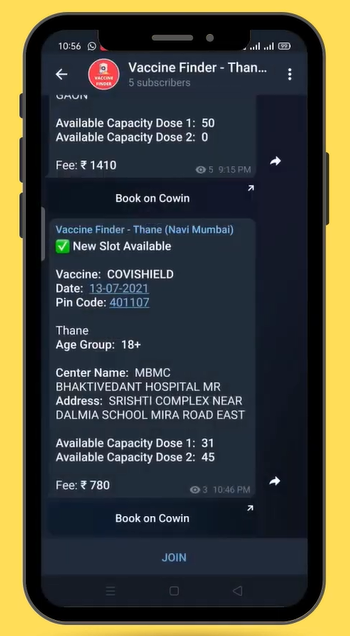 10:56
99
VACCINE
FINDER
Vaccine Finder - Than...
5 subscribers
GAON
Available Capacity Dose 1: 50
Available Capacity Dose 2: 0
Fee: ₹ 1410
5 9:15 PM
Book on Cowin
Vaccine Finder - Thane (Navi Mumbai)
✅ New Slot Available
Vaccine: COVISHIELD
Date: 13-07-2021
Pin Code: 401107
Thane
Age Group: 18+
Center Name: MBMC
BHAKTIVEDANT HOSPITAL MR
Address: SRISHTI COMPLEX NEAR
DALMIA SCHOOL MIRA ROAD EAST
Available Capacity Dose 1: 31
Available Capacity Dose 2: 45
Fee: ₹ 780
3 10:46 PM
Book on Cowin
JOIN